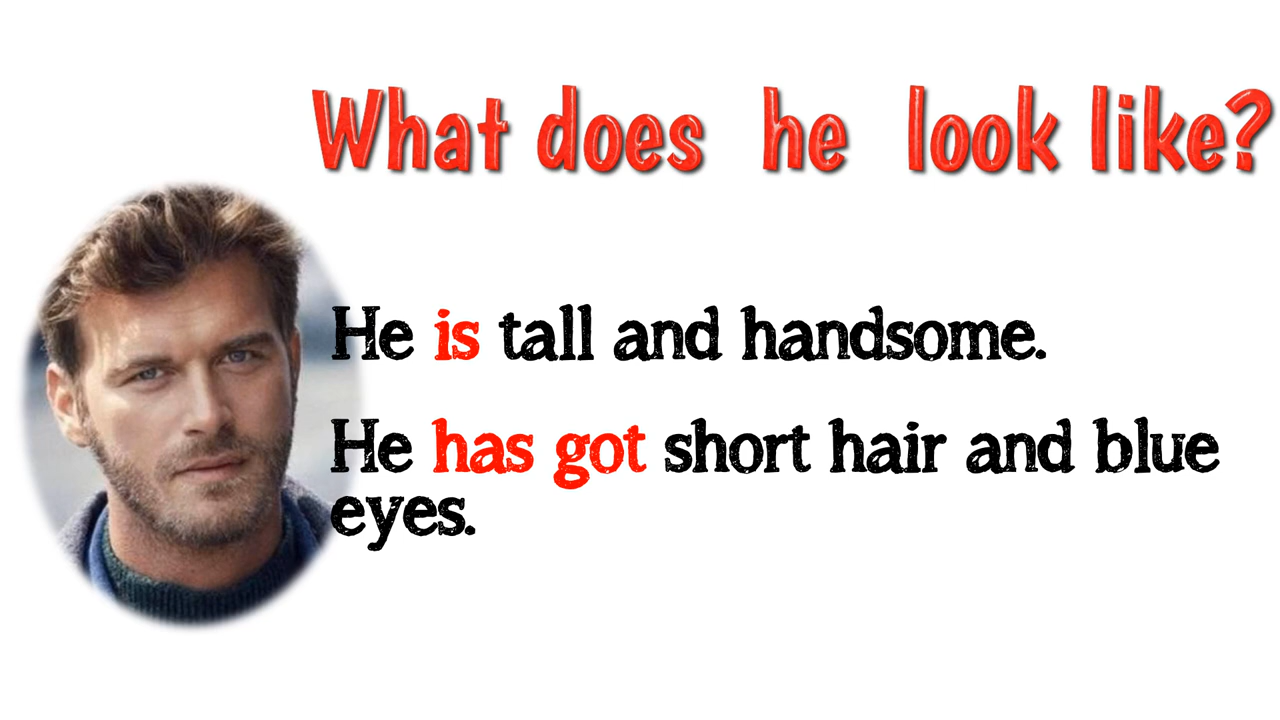 What does he look like?
He is tall and handsome.
He has got short hair and blue
eyes.